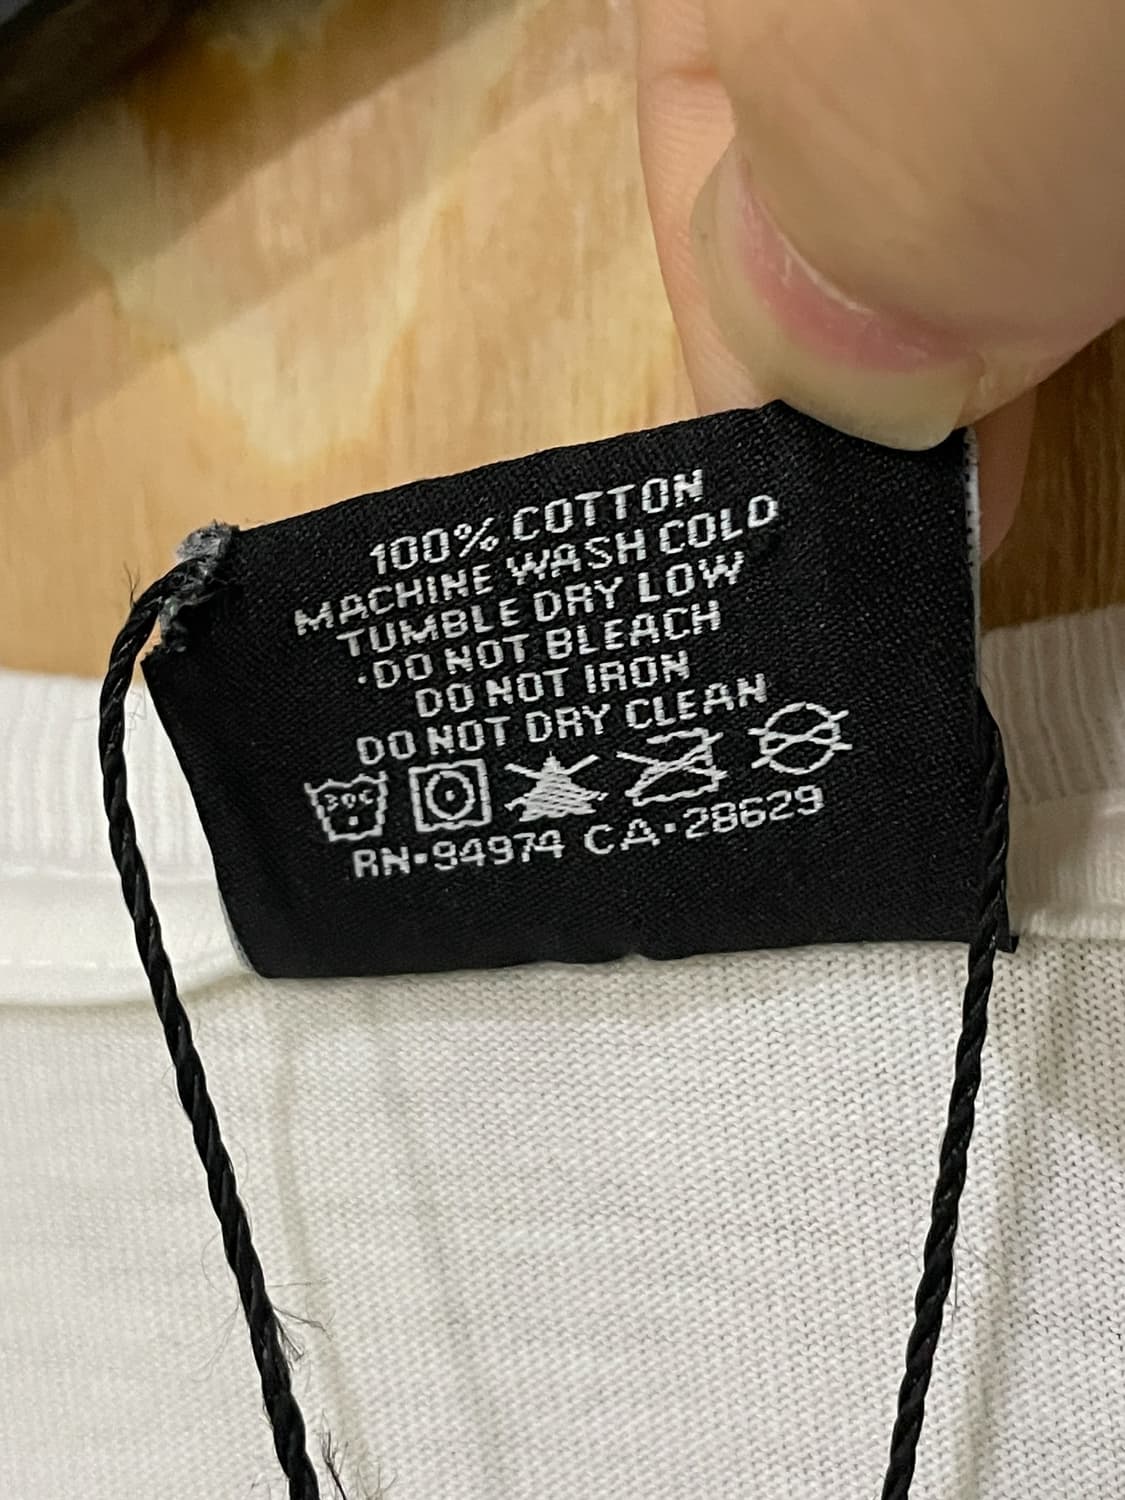 100% COTTON
MACHINE WASH COLD
TUMBLE DRY LOW
·DO NOT BLEACH
DO NOT IRON
DO NOT DRY CLEAN
30C
RN·94974 CA·28629